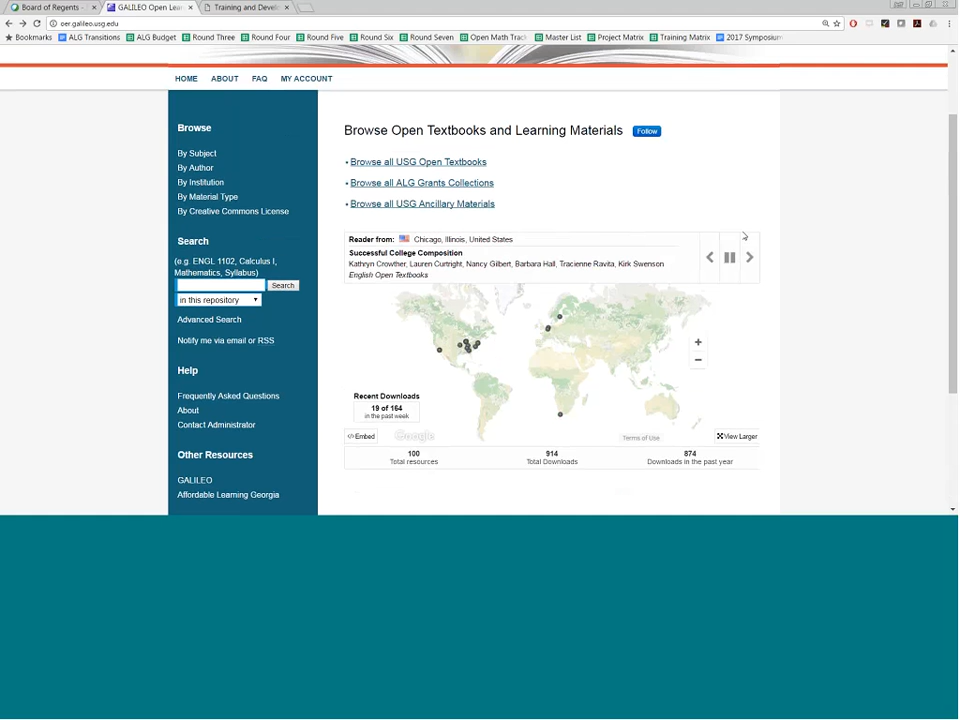 Board of Regents -
GALILEO Open Lea
Training and Develo
oer.galileo.usg.edu
Bookmarks ALG Transitions ALG Budget Round Three Round Four Round Five Round Six Round Seven Open Math Track Master List Project Matrix Training Matrix 2017 Symposium
HOME ABOUT FAQ MY ACCOUNT
Browse
By Subject
By Author
By Institution
By Material Type
By Creative Commons License
Search
(e.g. ENGL 1102, Calculus I,
Mathematics, Syllabus)
Search
in this repository
Advanced Search
Notify me via email or RSS
Help
Frequently Asked Questions
About
Contact Administrator
Other Resources
GALILEO
Affordable Learning Georgia
Browse Open Textbooks and Learning Materials Follow
Browse all USG Open Textbooks
Browse all ALG Grants Collections
Browse all USG Ancillary Materials
Reader from: Chicago, Illinois, United States
Successful College Composition
Kathryn Crowther, Lauren Curtright, Nancy Gilbert, Barbara Hall, Tracienne Ravita, Kirk Swenson
English Open Textbooks
+
−
Recent Downloads
19 of 164
in the past week
</> Embed
Google
Terms of Use
View Larger
100 914 874
Total resources Total Downloads Downloads in the past year